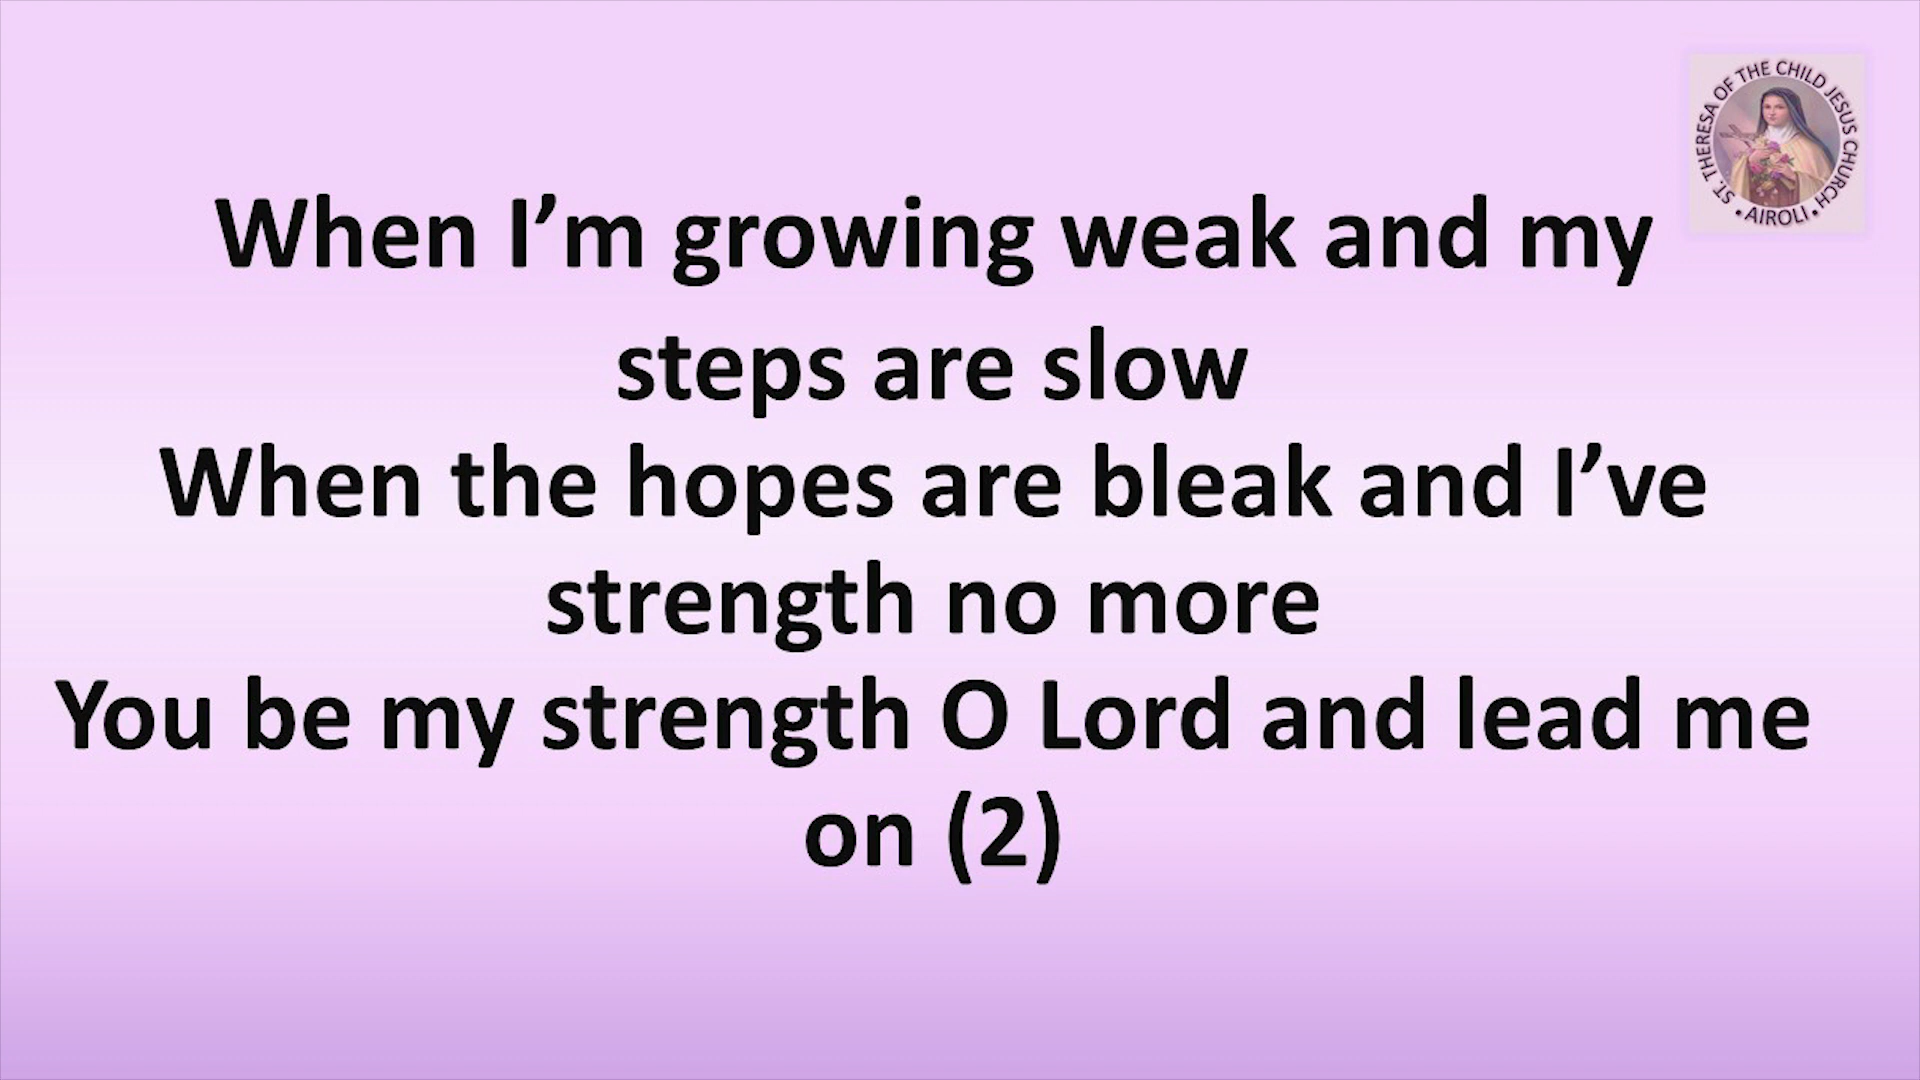 ST. THERESA OF THE CHILD JESUS CHURCH
• AIROLI •
When I’m growing weak and my
steps are slow
When the hopes are bleak and I’ve
strength no more
You be my strength O Lord and lead me
on (2)